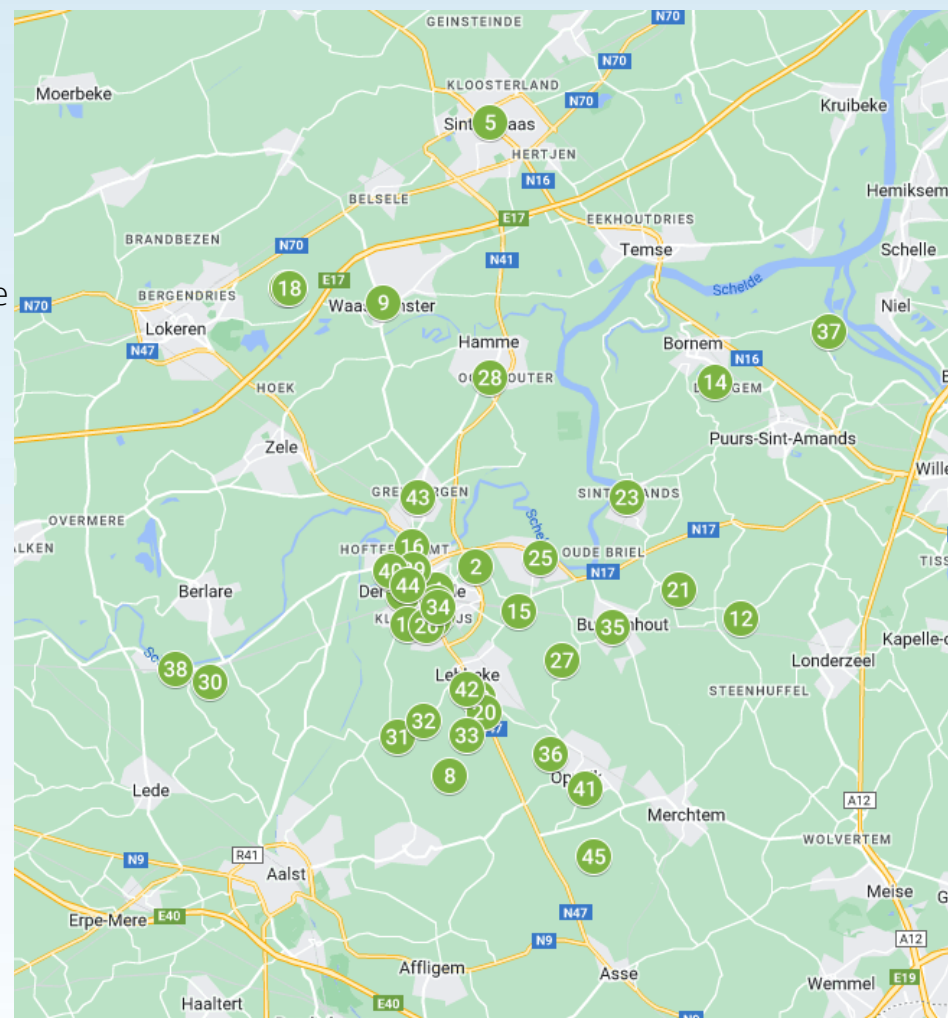 GEINSTEINDE
N70
N70
KLOOSTERLAND
Moerbeke
N70
Kruibeke
5
HERTJEN
N16
BELSELE
Hemiksem
E17
EEKHOUTDRIES
BRANDBEZEN
N70
Temse
Schelle
N41
E17
18
Schelde
e
BERGENDRIES
N70
9
Niel
Lokeren
37
N47
Hamme
Bornem
N16
28
14
HOEK
Puurs-Sint-Amands
Zele
43
23
OVERMERE
N17
16
25
OUDE BRIEL
40
2
N17
44
21
Berlare
34
15
12
35
27
Londerzeel
38
30
42
STEENHUFFEL
20
32
31
33
36
8
41
Lede
A12
Merchtem
WOLVERTEM
N9
R41
45
Aalst
Meise
Erpe-Mere
E40
N47
A12
N9
Affligem
Asse
E19
Wemmel
Haaltert
E40